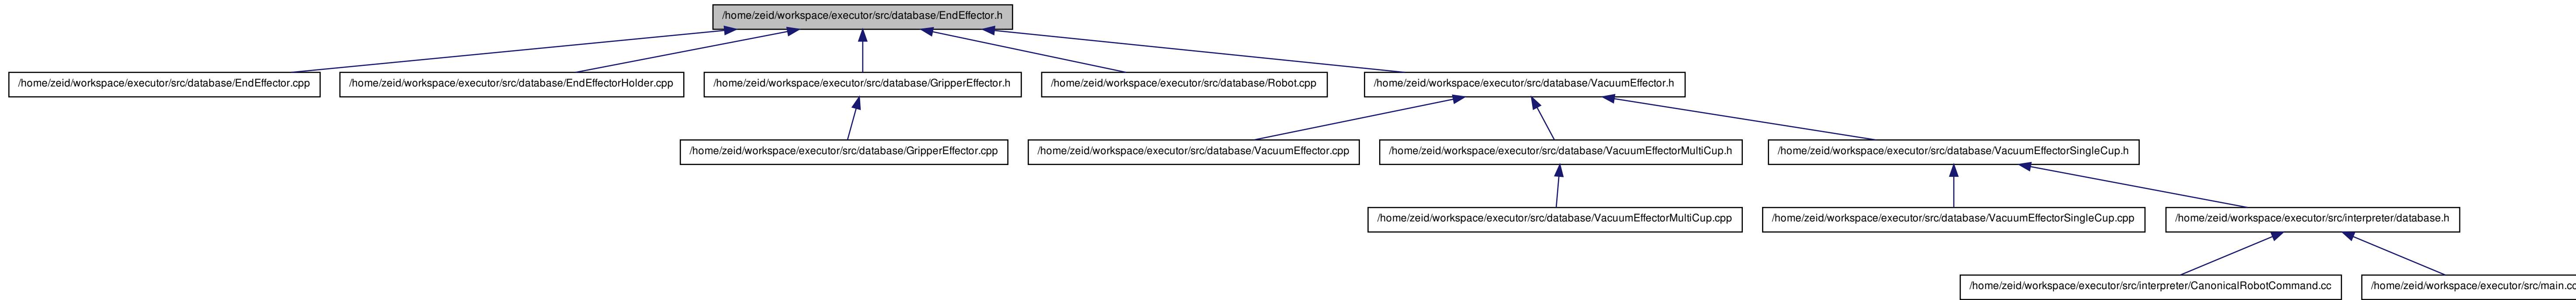 /home/zeid/workspace/executor/src/database/EndEffector.h
/home/zeid/workspace/executor/src/database/EndEffector.cpp
/home/zeid/workspace/executor/src/database/EndEffectorHolder.cpp
/home/zeid/workspace/executor/src/database/GripperEffector.h
/home/zeid/workspace/executor/src/database/Robot.cpp
/home/zeid/workspace/executor/src/database/VacuumEffector.h
/home/zeid/workspace/executor/src/database/GripperEffector.cpp
/home/zeid/workspace/executor/src/database/VacuumEffector.cpp
/home/zeid/workspace/executor/src/database/VacuumEffectorMultiCup.h
/home/zeid/workspace/executor/src/database/VacuumEffectorSingleCup.h
/home/zeid/workspace/executor/src/database/VacuumEffectorMultiCup.cpp
/home/zeid/workspace/executor/src/database/VacuumEffectorSingleCup.cpp
/home/zeid/workspace/executor/src/interpreter/database.h
/home/zeid/workspace/executor/src/interpreter/CanonicalRobotCommand.cc
/home/zeid/workspace/executor/src/main.cc